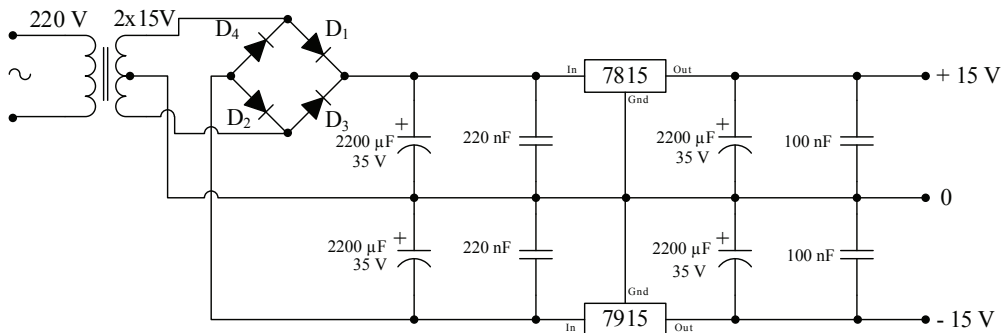 220 V
2x15V
D4
D1
D2
D3
In
7815
Out
Gnd
+ 15 V
+
2200 µF
35 V
220 nF
+
2200 µF
35 V
100 nF
0
+
2200 µF
35 V
220 nF
+
2200 µF
35 V
100 nF
Gnd
In
7915
Out
- 15 V